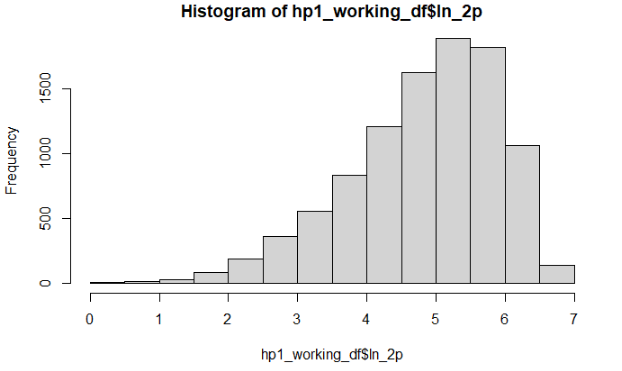 Histogram of hp1_working_df$ln_2p
Frequency
1500
1000
500
0
0 1 2 3 4 5 6 7
hp1_working_df$ln_2p